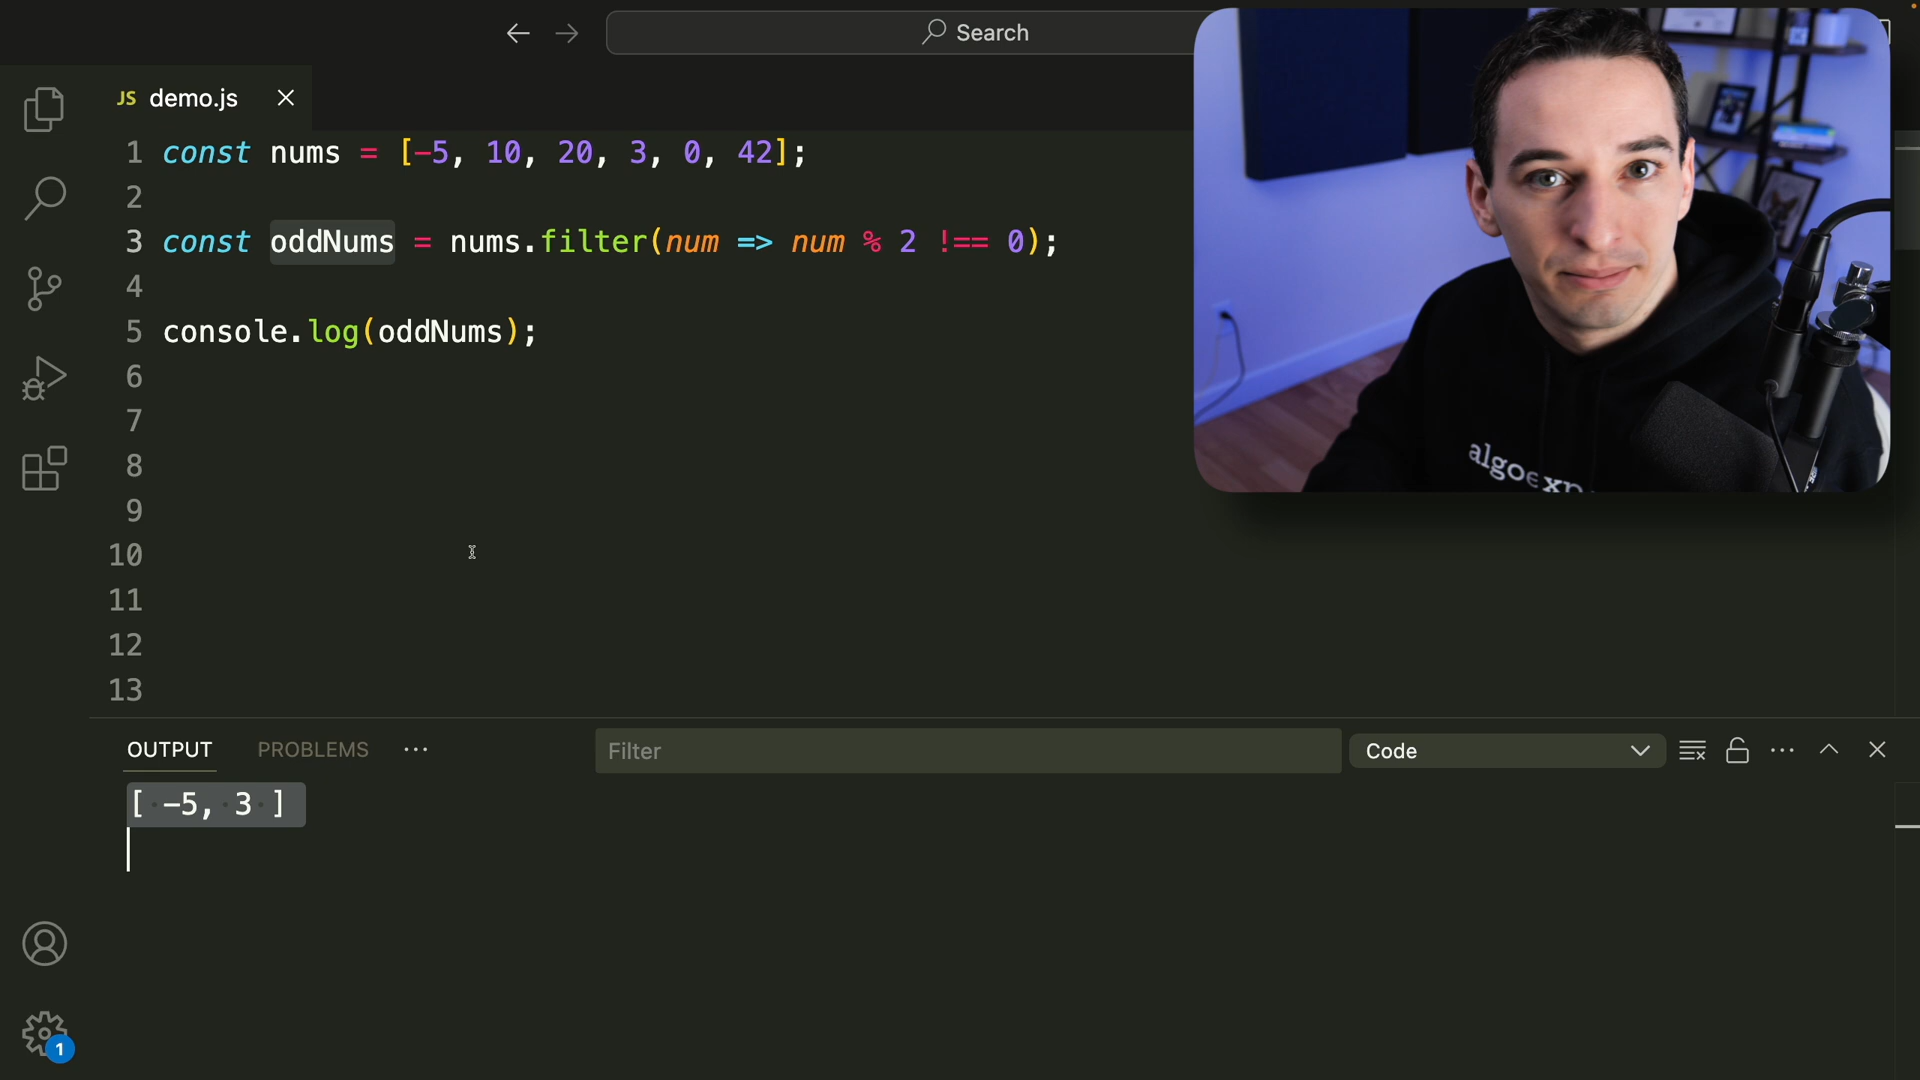 Search
JS demo.js
1 const nums = [-5, 10, 20, 3, 0, 42];
2
3 const oddNums = nums.filter(num => num % 2 !== 0);
4
5 console.log(oddNums);
6
7
8
9
10
11
12
13
algoexp
OUTPUT PROBLEMS ... Filter Code ...
[ -5, 3 ]
1